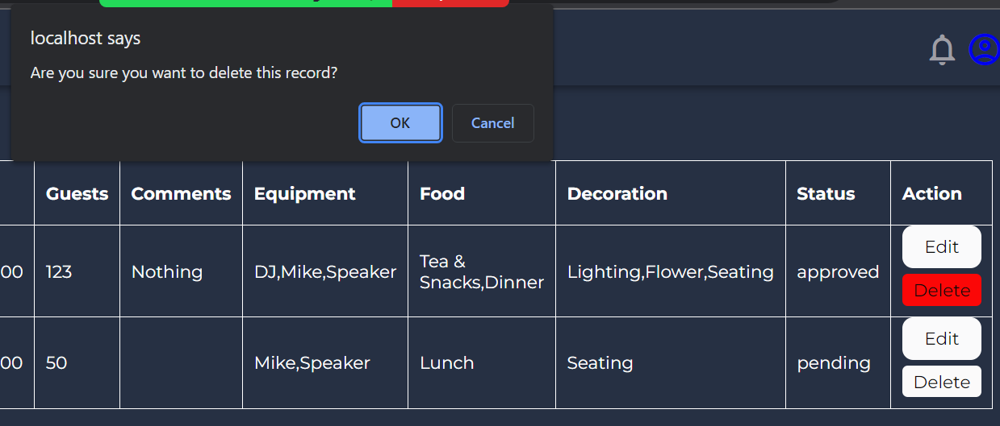 localhost says
Are you sure you want to delete this record?
OK Cancel
Guests Comments Equipment Food Decoration Status Action
00 123 Nothing DJ,Mike,Speaker Tea & Snacks,Dinner Lighting,Flower,Seating approved Edit
Delete
00 50 Mike,Speaker Lunch Seating pending Edit
Delete